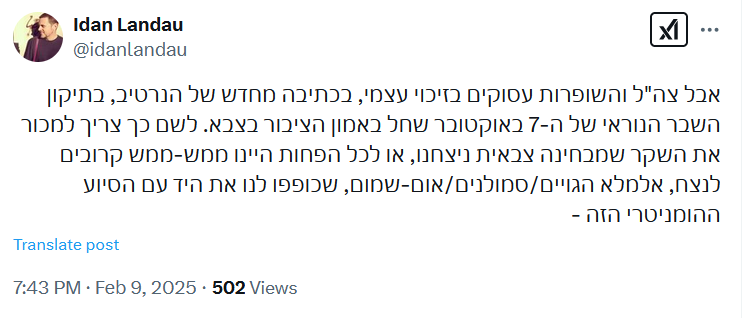 Idan Landau
@idanlandau
אבל צה"ל והשופרות עסוקים בזיכוי עצמי, בכתיבה מחדש של הנרטיב, בתיקון
השבר הנוראי של ה-7 באוקטובר שחל באמון הציבור בצבא. לשם כך צריך למכור
את השקר שמבחינה צבאית ניצחנו, או לכל הפחות היינו ממש-ממש קרובים
לנצח, אלמלא הגויים/סמולנים/אום-שמום, שכופפו לנו את היד עם הסיוע
ההומניטרי הזה -
Translate post
7:43 PM · Feb 9, 2025 · 502 Views